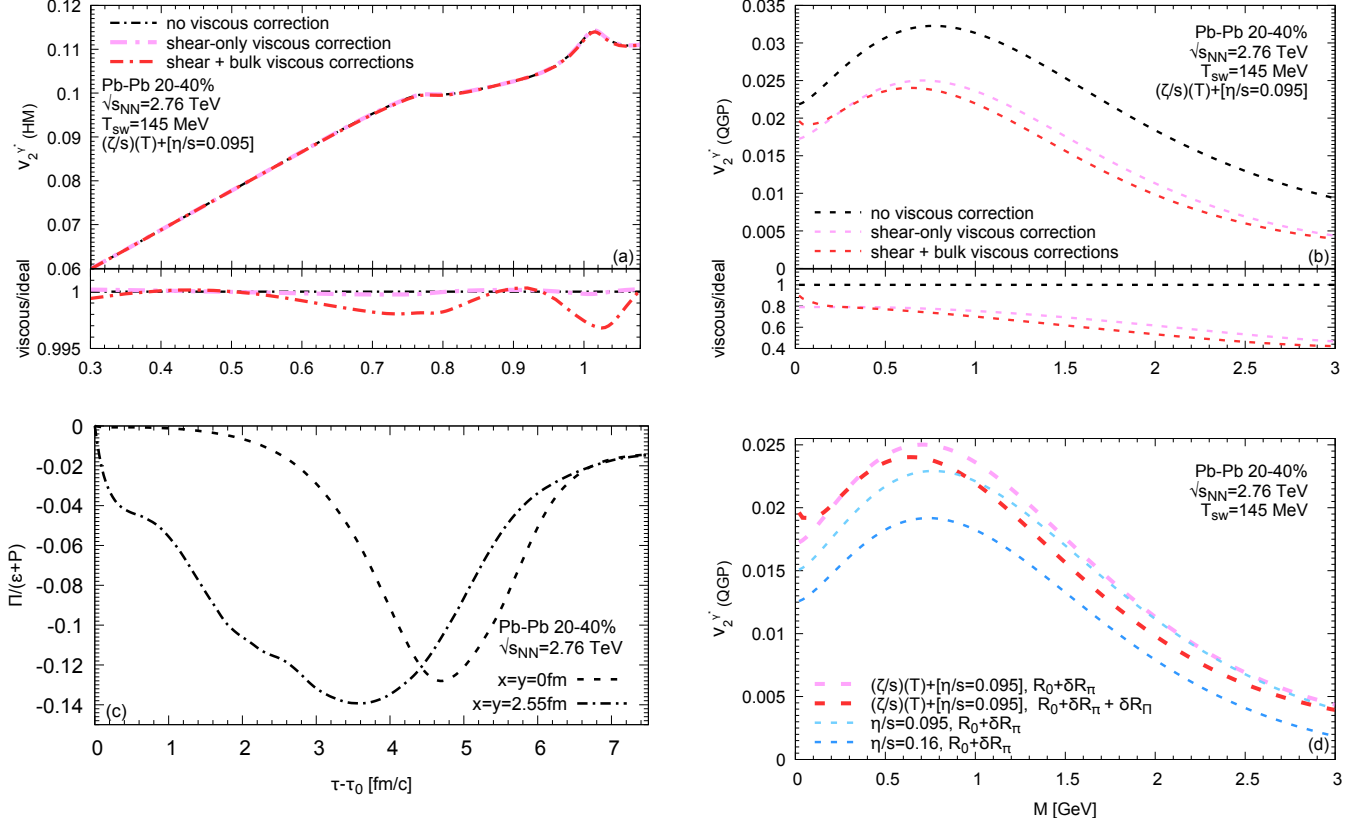 0.12
0.11
0.1
0.09
0.08
0.07
0.06
v₂^γ* (HM)
no viscous correction
shear-only viscous correction
shear + bulk viscous corrections
Pb-Pb 20-40%
√sNN=2.76 TeV
Tsw=145 MeV
(ζ/s)(T)+[η/s=0.095]
(a)
viscous/ideal
1
0.995
0.3 0.4 0.5 0.6 0.7 0.8 0.9 1
0.035
0.03
0.025
0.02
0.015
0.01
0.005
0
v₂^γ* (QGP)
Pb-Pb 20-40%
√sNN=2.76 TeV
Tsw=145 MeV
(ζ/s)(T)+[η/s=0.095]
no viscous correction
shear-only viscous correction
shear + bulk viscous corrections
(b)
viscous/ideal
1
0.8
0.6
0.4
0 0.5 1 1.5 2 2.5 3
0
-0.02
-0.04
-0.06
-0.08
-0.1
-0.12
-0.14
Π/(ε+P)
Pb-Pb 20-40%
√sNN=2.76 TeV
x=y=0fm
x=y=2.55fm
(c)
0 1 2 3 4 5 6 7
τ-τ₀ [fm/c]
0.025
0.02
0.015
0.01
0.005
0
v₂^γ* (QGP)
Pb-Pb 20-40%
√sNN=2.76 TeV
Tsw=145 MeV
(ζ/s)(T)+[η/s=0.095], R₀+δRπ
(ζ/s)(T)+[η/s=0.095], R₀+δRπ + δRΠ
η/s=0.095, R₀+δRπ
η/s=0.16, R₀+δRπ
(d)
0 0.5 1 1.5 2 2.5 3
M [GeV]